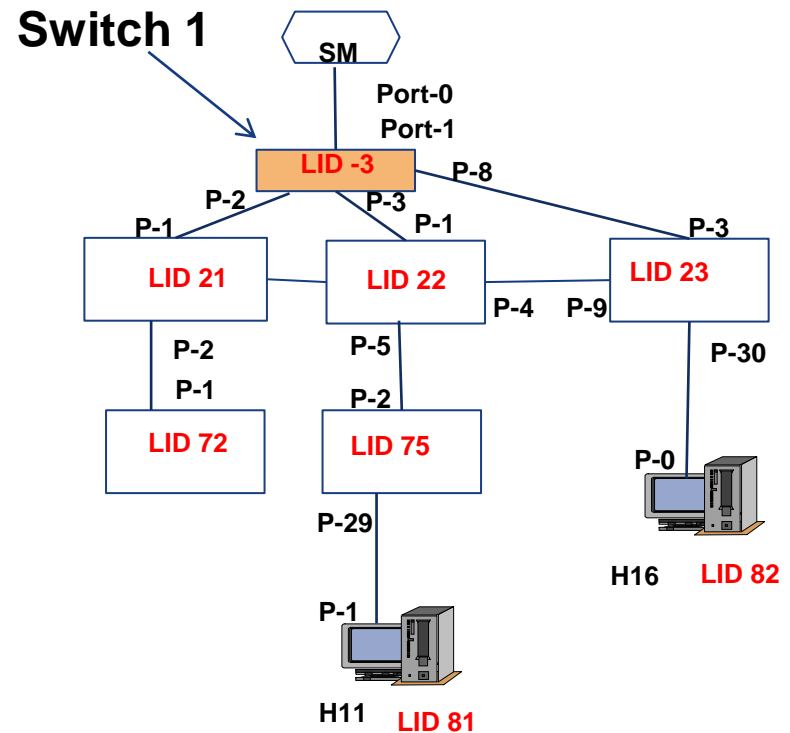 Switch 1
SM
Port-0
Port-1
LID -3
P-8
P-2
P-3
P-1
P-1
P-3
LID 21
LID 22
LID 23
P-4
P-9
P-2
P-5
P-30
P-1
P-2
LID 72
LID 75
P-0
P-29
H16
LID 82
P-1
H11
LID 81